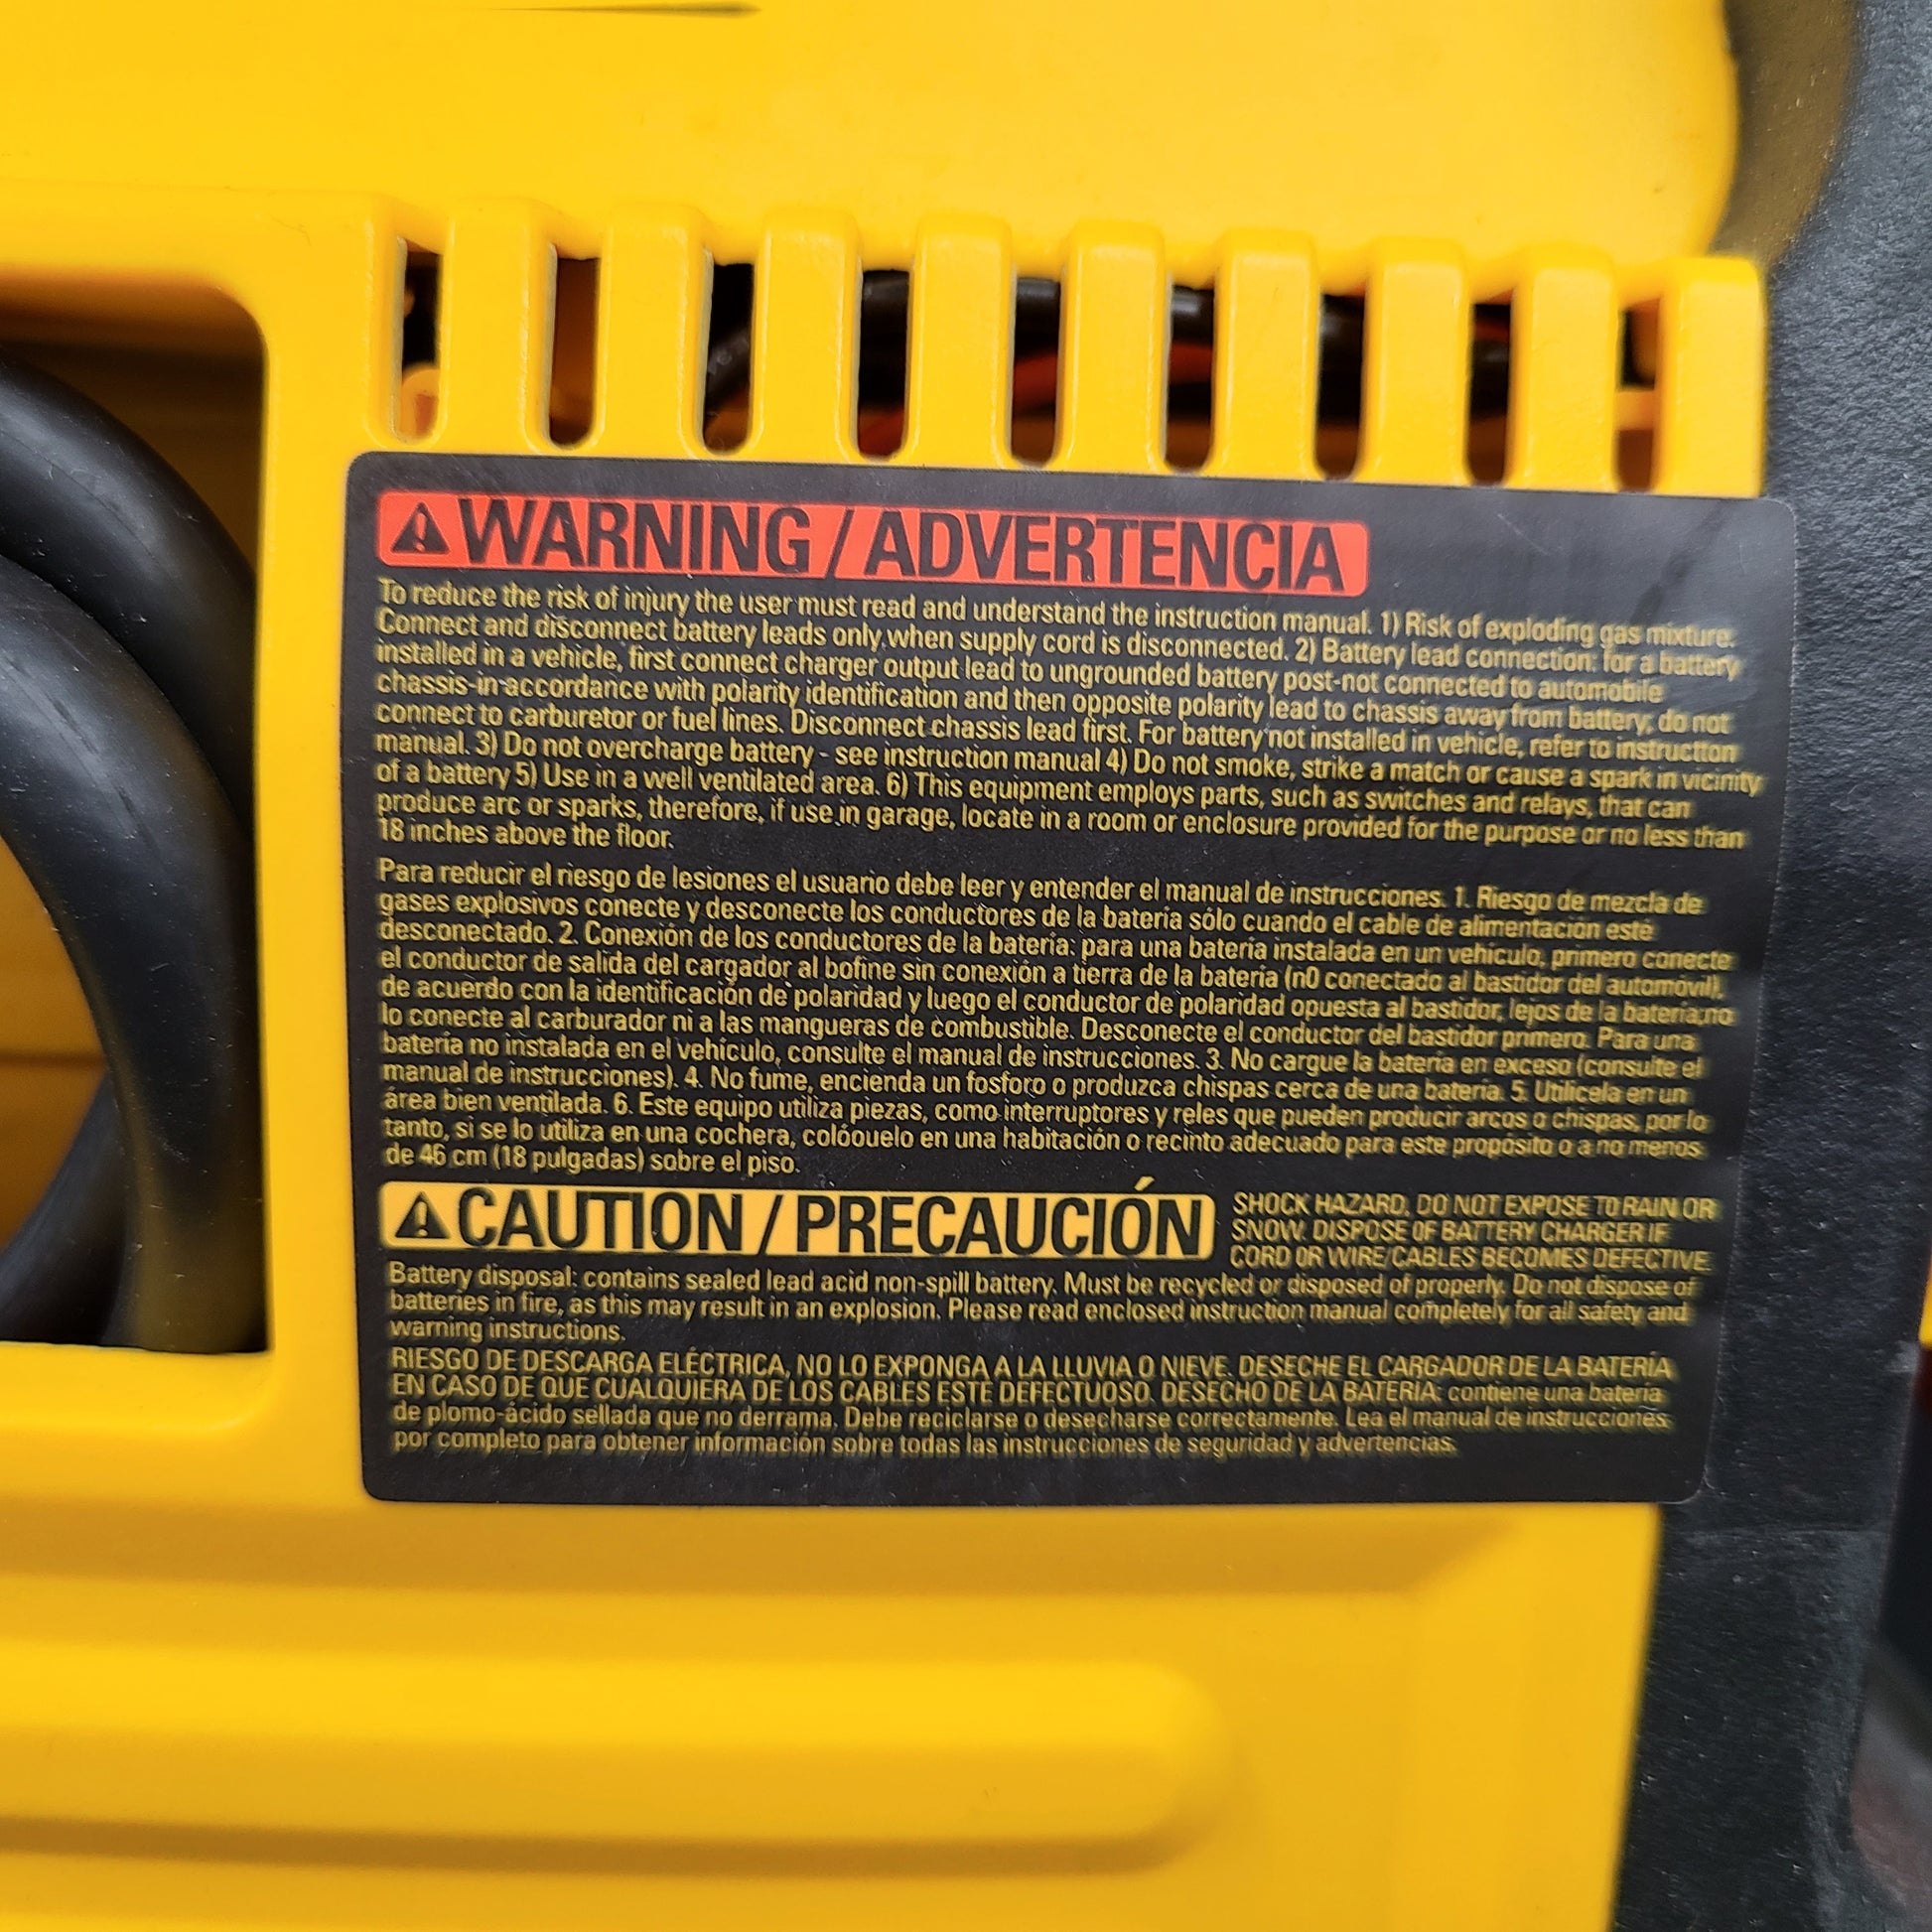 WARNING / ADVERTENCIA
To reduce the risk of injury the user must read and understand the instruction manual. 1) Risk of exploding gas mixture.
Connect and disconnect battery leads only when supply cord is disconnected. 2) Battery lead connection: for a battery
installed in a vehicle, first connect charger output lead to ungrounded battery post-not connected to automobile
chassis-in-accordance with polarity identification and then opposite polarity lead to chassis away from battery, do not
connect to carburetor or fuel lines. Disconnect chassis lead first. For battery not installed in vehicle, refer to instruction
manual. 3) Do not overcharge battery - see instruction manual 4) Do not smoke, strike a match or cause a spark in vicinity
of a battery 5) Use in a well ventilated area. 6) This equipment employs parts, such as switches and relays, that can
produce arc or sparks, therefore, if use in garage, locate in a room or enclosure provided for the purpose or no less than
18 inches above the floor.
Para reducir el riesgo de lesiones el usuario debe leer y entender el manual de instrucciones. 1. Riesgo de mezcla de
gases explosivos conecte y desconecte los conductores de la batería sólo cuando el cable de alimentación esté
desconectado. 2. Conexión de los conductores de la batería: para una batería instalada en un vehículo, primero conecte
el conductor de salida del cargador al bofine sin conexión a tierra de la batería (n0 conectado al bastidor del automóvil),
de acuerdo con la identificación de polaridad y luego el conductor de polaridad opuesta al bastidor, lejos de la batería;no
lo conecte al carburador ni a las mangueras de combustible. Desconecte el conductor del bastidor primero. Para una
batería no instalada en el vehículo, consulte el manual de instrucciones. 3. No cargue la batería en exceso (consulte el
manual de instrucciones). 4. No fume, encienda un fosforo o produzca chispas cerca de una batería. 5. Utilícela en un
área bien ventilada. 6. Este equipo utiliza piezas, como interruptores y reles que pueden producir arcos o chispas, por lo
tanto, si se lo utiliza en una cochera, colóouelo en una habitación o recinto adecuado para este propósito o a no menos
de 46 cm (18 pulgadas) sobre el piso.
CAUTION / PRECAUCIÓN
SHOCK HAZARD, DO NOT EXPOSE TO RAIN OR
SNOW. DISPOSE OF BATTERY CHARGER IF
CORD OR WIRE/CABLES BECOMES DEFECTIVE.
Battery disposal: contains sealed lead acid non-spill battery. Must be recycled or disposed of properly. Do not dispose of
batteries in fire, as this may result in an explosion. Please read enclosed instruction manual completely for all safety and
warning instructions.
RIESGO DE DESCARGA ELÉCTRICA, NO LO EXPONGA A LA LLUVIA O NIEVE. DESECHE EL CARGADOR DE LA BATERÍA
EN CASO DE QUE CUALQUIERA DE LOS CABLES ESTÉ DEFECTUOSO. DESECHO DE LA BATERIA: contiene una batería
de plomo-ácido sellada que no derrama. Debe reciclarse o desecharse correctamente. Lea el manual de instrucciones
por completo para obtener información sobre todas las instrucciones de seguridad y advertencias.